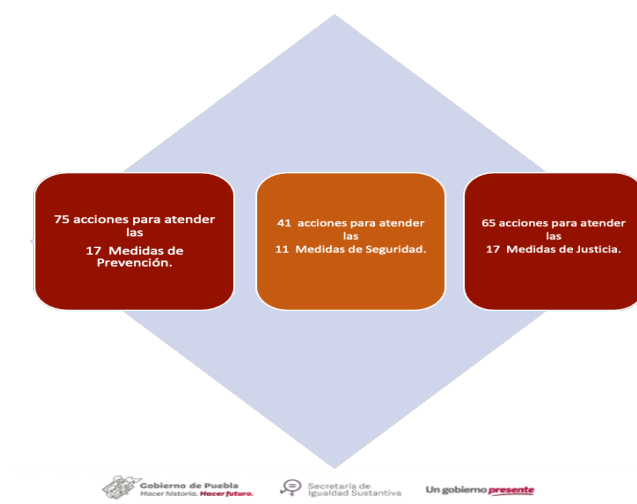 75 acciones para atender
las
17 Medidas de
Prevención.
41 acciones para atender
las
11 Medidas de Seguridad.
65 acciones para atender
las
17 Medidas de Justicia.
Gobierno de Puebla
Hacer historia. Hacer futuro.
Secretaría de
Igualdad Sustantiva
Un gobierno presente